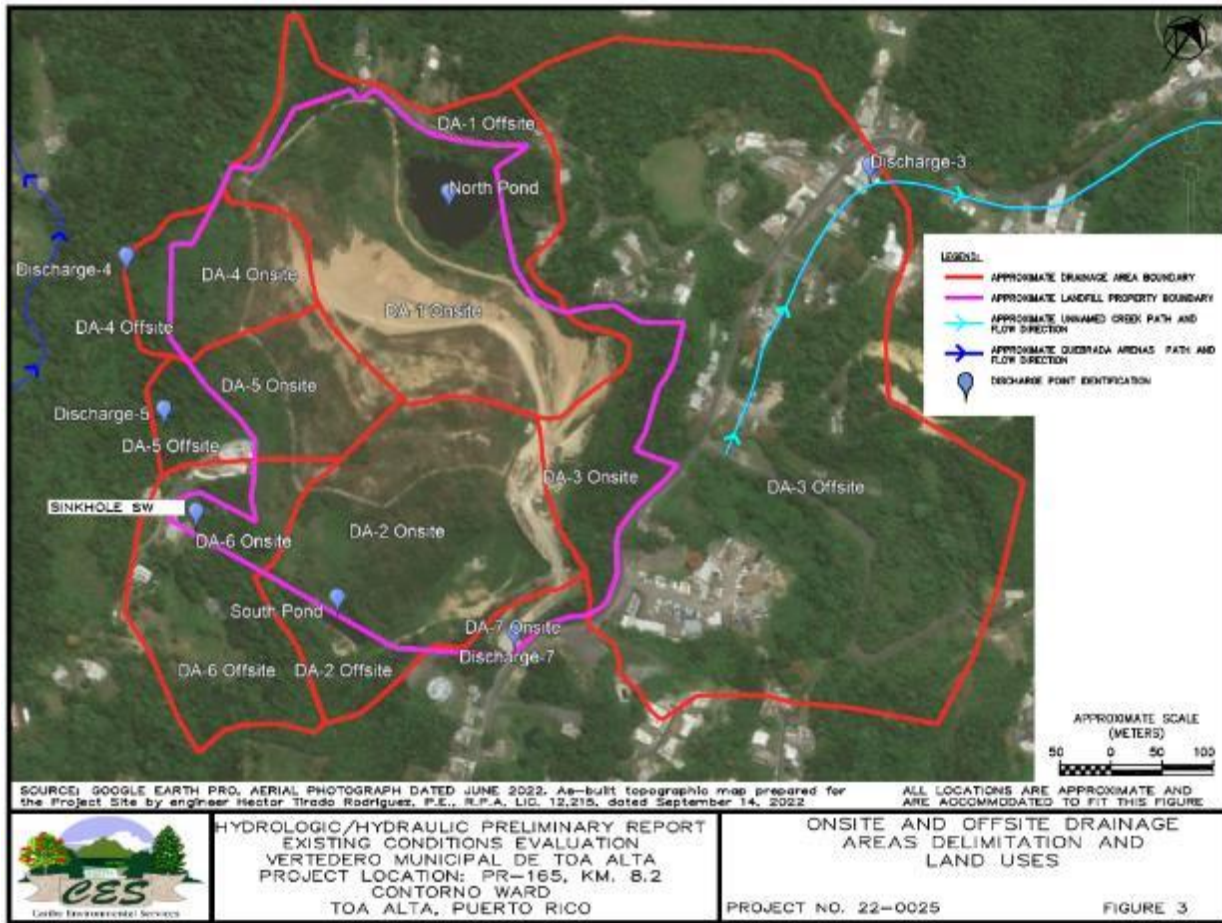 DA-1 Offsite
North Pond
Discharge-3
Discharge-4
DA-4 Onsite
DA-1 Onsite
DA-4 Offsite
DA-5 Onsite
Discharge-5
DA-5 Offsite
DA-3 Onsite
DA-3 Offsite
SINKHOLE SW
DA-6 Onsite
DA-2 Onsite
South Pond
DA-7 Onsite
Discharge-7
DA-6 Offsite
DA-2 Offsite
LEGEND:
APPROXIMATE DRAINAGE AREA BOUNDARY
APPROXIMATE LANDFILL PROPERTY BOUNDARY
APPROXIMATE UNNAMED CREEK PATH AND
FLOW DIRECTION
APPROXIMATE QUEBRADA ARENAS PATH AND
FLOW DIRECTION
DISCHARGE POINT IDENTIFICATION
APPROXIMATE SCALE
(METERS)
50 0 50 100
SOURCE: GOOGLE EARTH PRO, AERIAL PHOTOGRAPH DATED JUNE 2022. As-built topographic map prepared for
the Project Site by engineer Hector Tirado Rodriguez, P.E., R.P.A. LIC. 12,215, dated September 14, 2022
ALL LOCATIONS ARE APPROXIMATE AND
ARE ACCOMMODATED TO FIT THIS FIGURE
CES
Caribe Environmental Services
HYDROLOGIC/HYDRAULIC PRELIMINARY REPORT
EXISTING CONDITIONS EVALUATION
VERTEDERO MUNICIPAL DE TOA ALTA
PROJECT LOCATION: PR-165, KM. 8.2
CONTORNO WARD
TOA ALTA, PUERTO RICO
ONSITE AND OFFSITE DRAINAGE
AREAS DELIMITATION AND
LAND USES
PROJECT NO. 22-0025
FIGURE 3